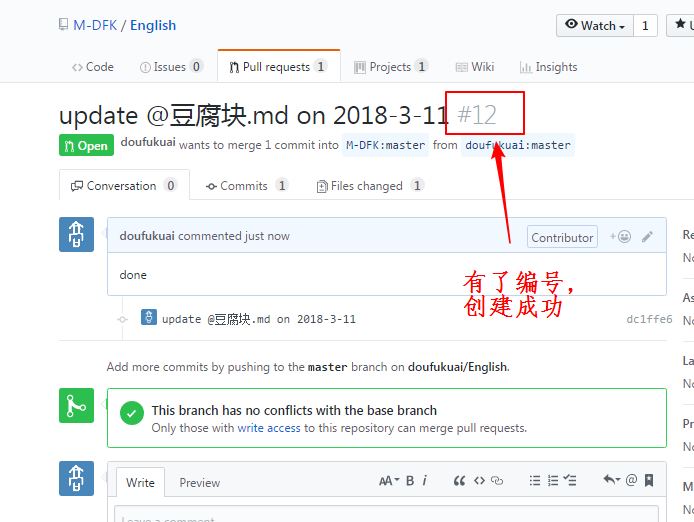 M-DFK / English
Watch 1
Code Issues 0 Pull requests 1 Projects 1 Wiki Insights
update @豆腐块.md on 2018-3-11 #12
Open doufukuai wants to merge 1 commit into M-DFK:master from doufukuai:master
Conversation 0 Commits 1 Files changed 1
doufukuai commented just now Contributor
done
有了编号,
创建成功
update @豆腐块.md on 2018-3-11 dc1ffe6
Add more commits by pushing to the master branch on doufukuai/English.
This branch has no conflicts with the base branch
Only those with write access to this repository can merge pull requests.
Write Preview AA B i
Leave a comment
Re
No
As
No
La
No
Pr
No
M
No